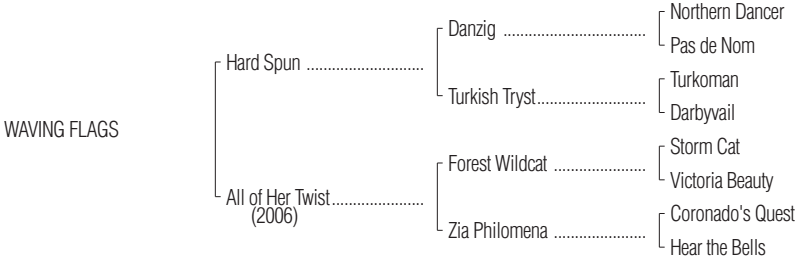 Northern Dancer
Danzig ................................
Pas de Nom
Hard Spun ..........................
Turkoman
Turkish Tryst........................
Darbyvail
WAVING FLAGS
Storm Cat
Forest Wildcat .....................
Victoria Beauty
All of Her Twist.....................
(2006)
Coronado's Quest
Zia Philomena .....................
Hear the Bells